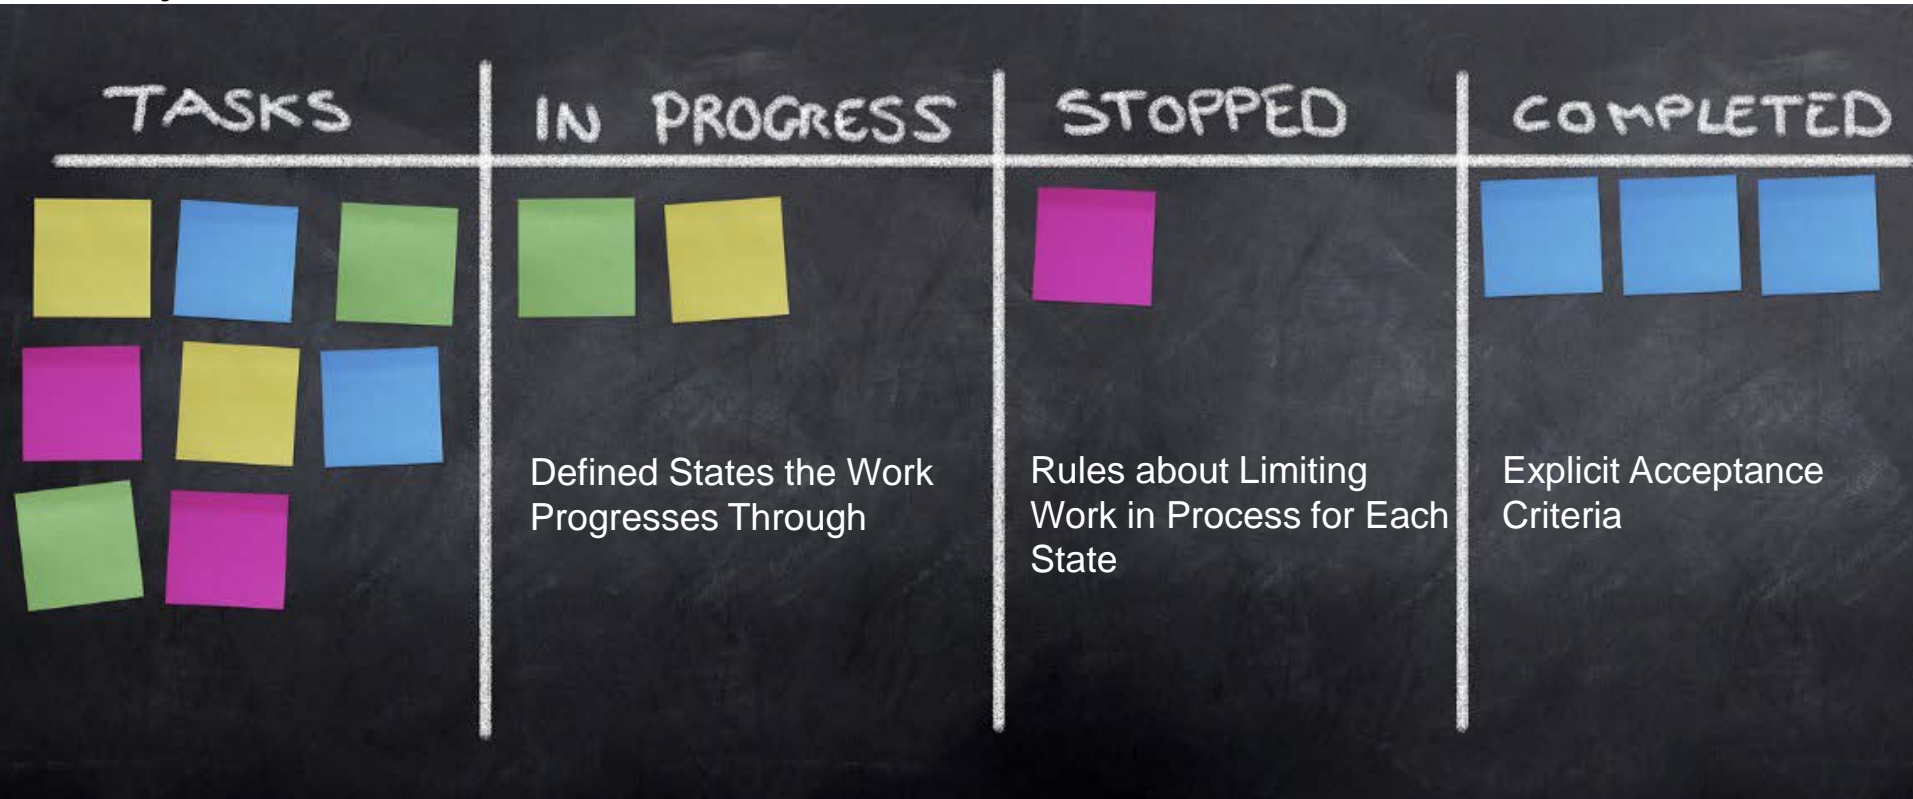 TASKS
IN PROGRESS
STOPPED
COMPLETED
Defined States the Work
Progresses Through
Rules about Limiting
Work in Process for Each
State
Explicit Acceptance
Criteria